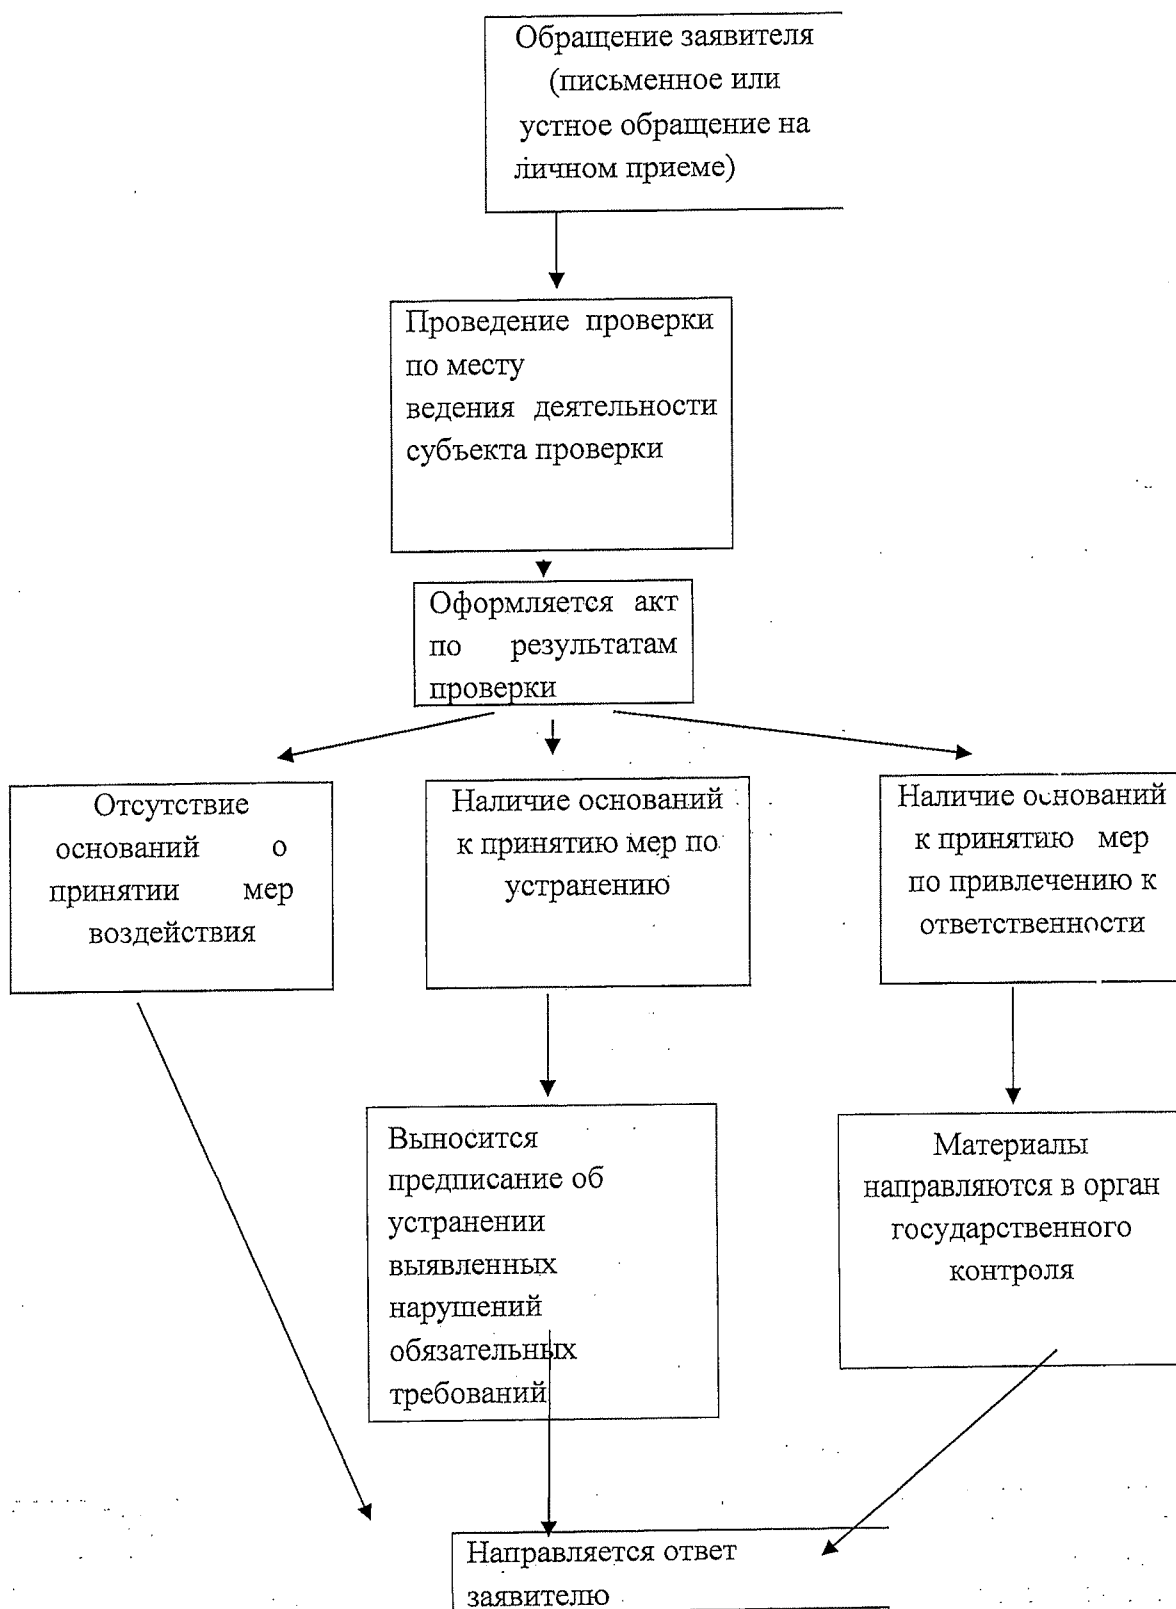 Обращение заявителя
(письменное или
устное обращение на
личном приеме)
Проведение проверки
по месту
ведения деятельности
субъекта проверки
Оформляется акт
по результатам
проверки
Отсутствие
оснований о
принятии мер
воздействия
Наличие оснований
к принятию мер по
устранению
Наличие оснований
к принятию мер
по привлечению к
ответственности
Выносится
предписание об
устранении
выявленных
нарушений
обязательных
требований
Материалы
направляются в орган
государственного
контроля
Направляется ответ
заявителю